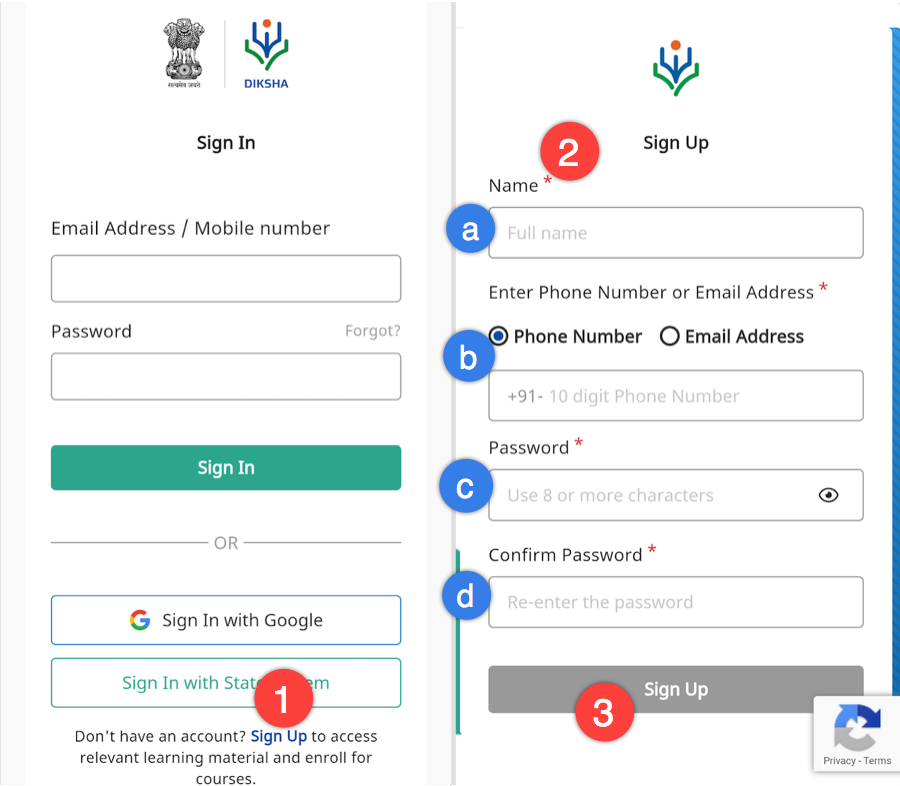 सत्यमेव जयते
DIKSHA
Sign In
Email Address / Mobile number
Password
Forgot?
Sign In
OR
Sign In with Google
Sign In with State
1
Don't have an account? Sign Up to access
relevant learning material and enroll for
courses.
Sign Up
2
Name *
a
Full name
Enter Phone Number or Email Address *
b
Phone Number
Email Address
+91- 10 digit Phone Number
Password *
c
Use 8 or more characters
Confirm Password *
d
Re-enter the password
Sign Up
3
Privacy - Terms